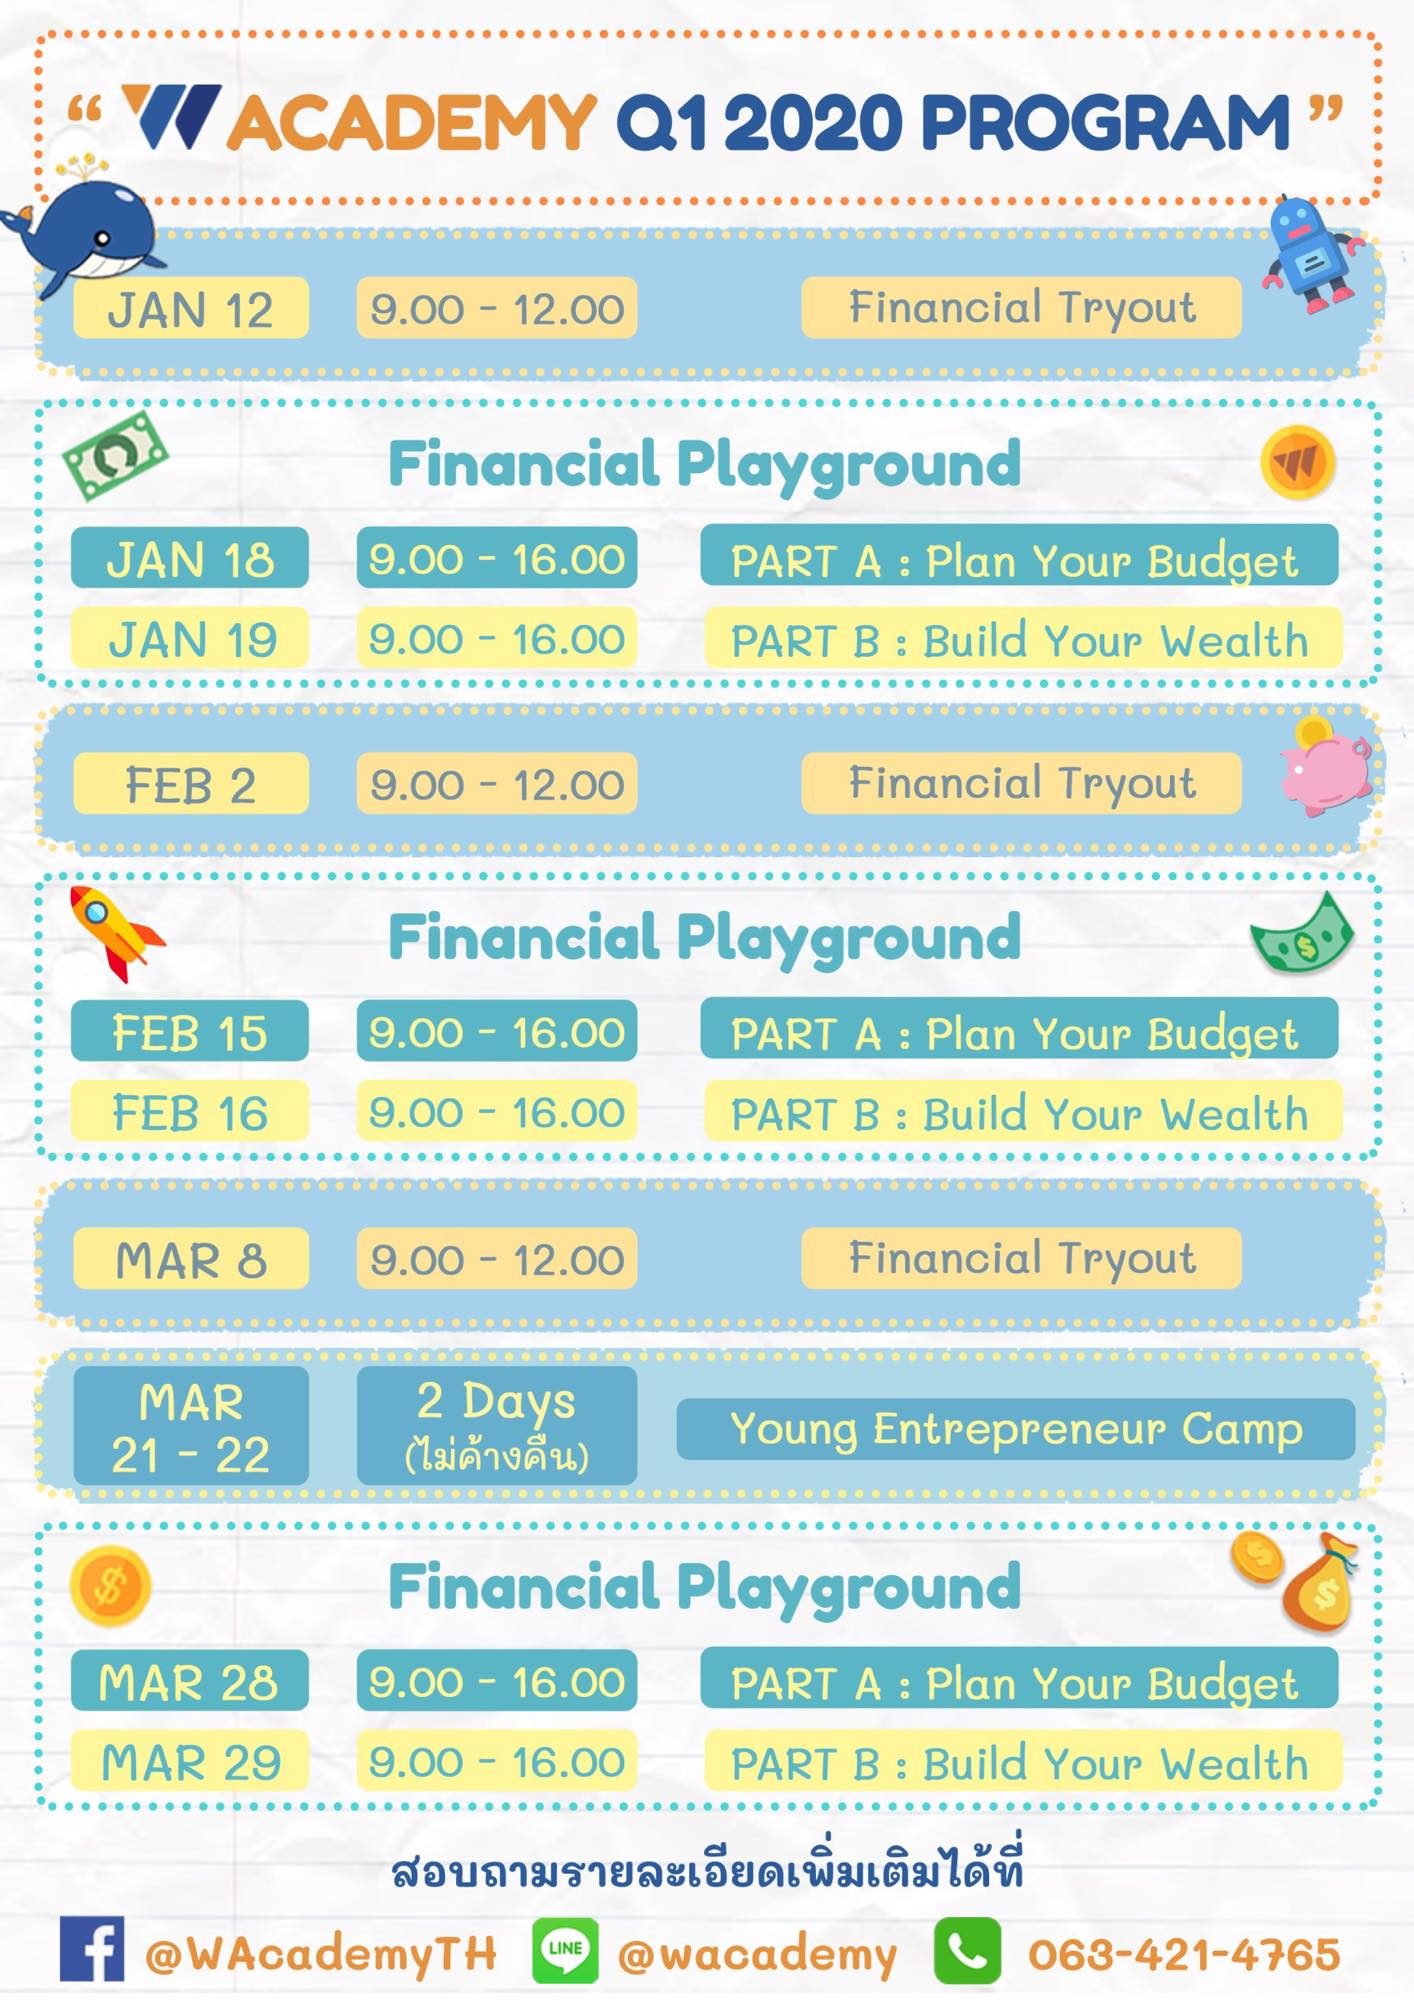 “ W ACADEMY Q1 2020 PROGRAM ”
JAN 12 9.00 - 12.00 Financial Tryout
Financial Playground
JAN 18 9.00 - 16.00 PART A : Plan Your Budget
JAN 19 9.00 - 16.00 PART B : Build Your Wealth
FEB 2 9.00 - 12.00 Financial Tryout
Financial Playground
FEB 15 9.00 - 16.00 PART A : Plan Your Budget
FEB 16 9.00 - 16.00 PART B : Build Your Wealth
MAR 8 9.00 - 12.00 Financial Tryout
MAR
21 - 22
2 Days
(ไม่ค้างคืน)
Young Entrepreneur Camp
Financial Playground
MAR 28 9.00 - 16.00 PART A : Plan Your Budget
MAR 29 9.00 - 16.00 PART B : Build Your Wealth
สอบถามรายละเอียดเพิ่มเติมได้ที่
f @WAcademyTH LINE @wacademy 063-421-4765